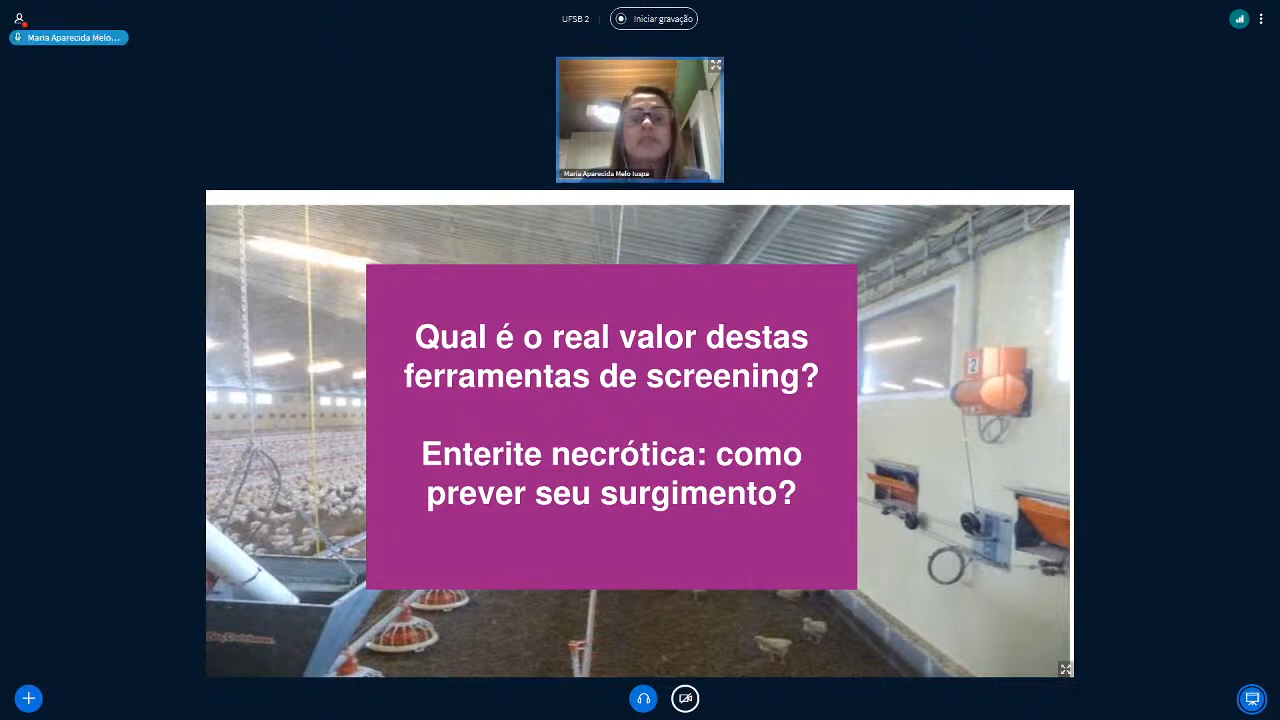 UFSB 2
Iniciar gravação
Maria Aparecida Melo...
Maria Aparecida Melo Iuspa
Qual é o real valor destas
ferramentas de screening?
Enterite necrótica: como
prever seu surgimento?
2